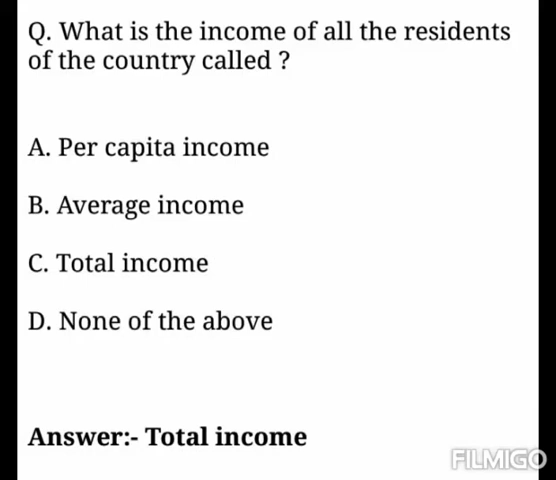 Q. What is the income of all the residents
of the country called ?
A. Per capita income
B. Average income
C. Total income
D. None of the above
Answer:- Total income
FILMIGO